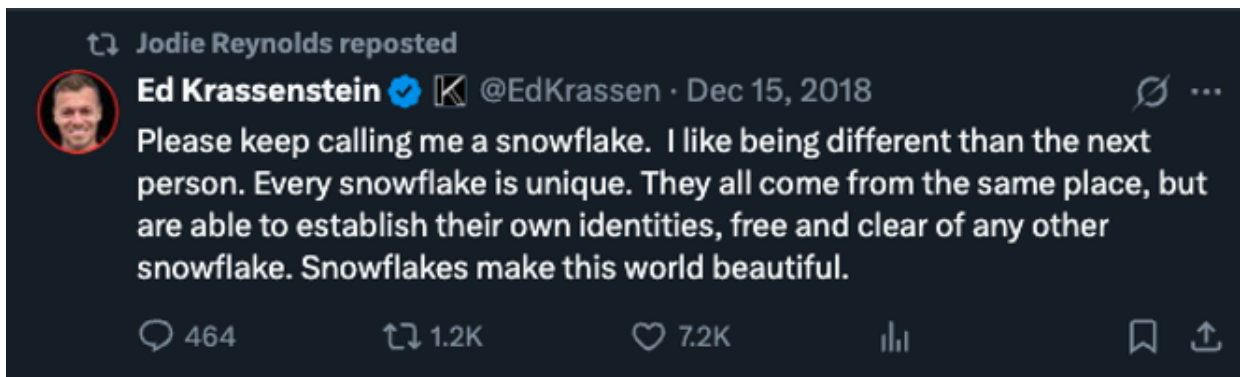 Jodie Reynolds reposted
Ed Krassenstein K @EdKrassen · Dec 15, 2018
Please keep calling me a snowflake. I like being different than the next
person. Every snowflake is unique. They all come from the same place, but
are able to establish their own identities, free and clear of any other
snowflake. Snowflakes make this world beautiful.
464 1.2K 7.2K